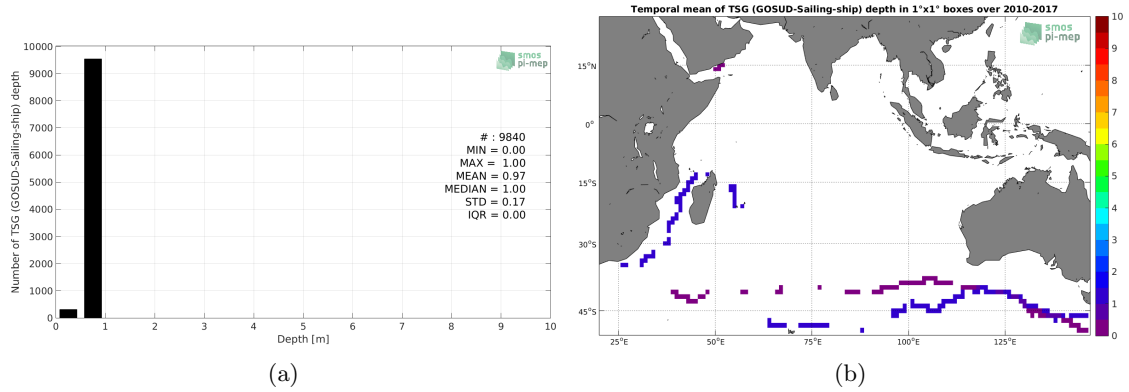 10000
9000
8000
7000
6000
5000
4000
3000
2000
1000
0
Number of TSG (GOSUD-Sailing-ship) depth
smos
pi-mep
# : 9840
MIN = 0.00
MAX = 1.00
MEAN = 0.97
MEDIAN = 1.00
STD = 0.17
IQR = 0.00
0 1 2 3 4 5 6 7 8 9 10
Depth [m]
(a)
Temporal mean of TSG (GOSUD-Sailing-ship) depth in 1°x1° boxes over 2010-2017
smos
pi-mep
15°N
0°
15°S
30°S
45°S
25°E 50°E 75°E 100°E 125°E
10
9
8
7
6
5
4
3
2
1
0
(b)